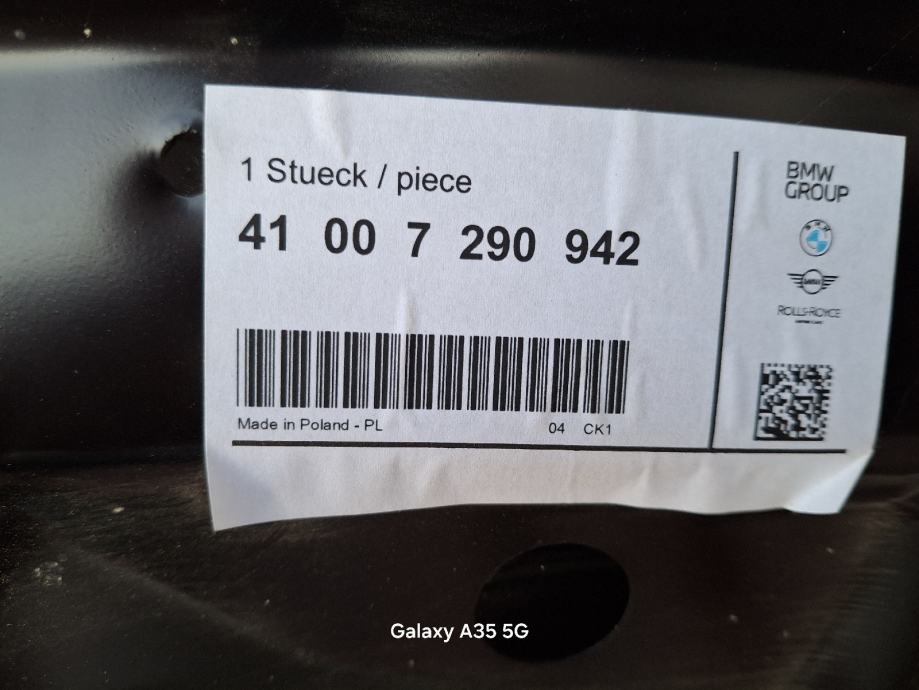 1 Stueck / piece
41 00 7 290 942
Made in Poland - PL 04 CK1
BMW
GROUP
ROLLS-ROYCE
Galaxy A35 5G